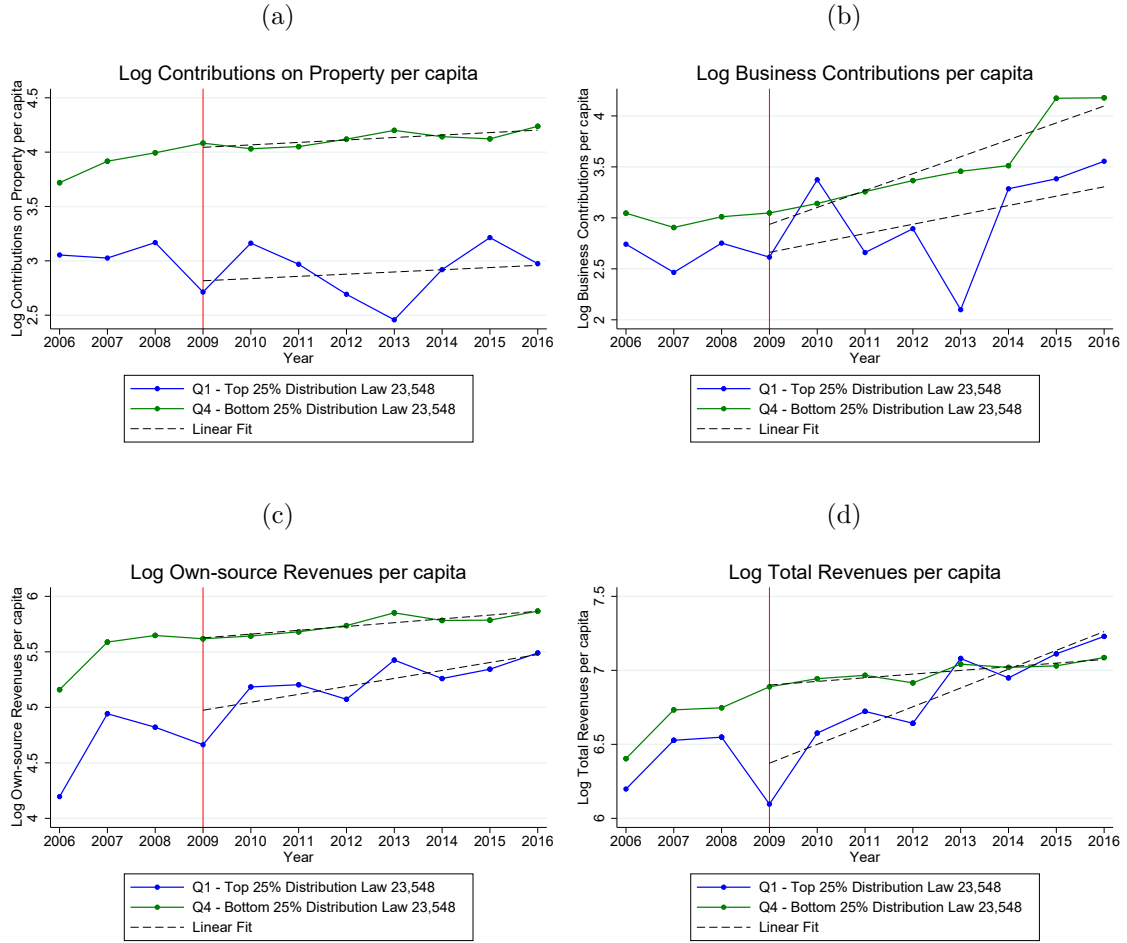 (a)
Log Contributions on Property per capita
Log Contributions on Property per capita
4.5
4
3.5
3
2.5
2006 2007 2008 2009 2010 2011 2012 2013 2014 2015 2016
Year
Q1 - Top 25% Distribution Law 23,548
Q4 - Bottom 25% Distribution Law 23,548
Linear Fit
(b)
Log Business Contributions per capita
Log Business Contributions per capita
4
3.5
3
2.5
2
2006 2007 2008 2009 2010 2011 2012 2013 2014 2015 2016
Year
Q1 - Top 25% Distribution Law 23,548
Q4 - Bottom 25% Distribution Law 23,548
Linear Fit
(c)
Log Own-source Revenues per capita
Log Own-source Revenues per capita
6
5.5
5
4.5
4
2006 2007 2008 2009 2010 2011 2012 2013 2014 2015 2016
Year
Q1 - Top 25% Distribution Law 23,548
Q4 - Bottom 25% Distribution Law 23,548
Linear Fit
(d)
Log Total Revenues per capita
Log Total Revenues per capita
7.5
7
6.5
6
2006 2007 2008 2009 2010 2011 2012 2013 2014 2015 2016
Year
Q1 - Top 25% Distribution Law 23,548
Q4 - Bottom 25% Distribution Law 23,548
Linear Fit